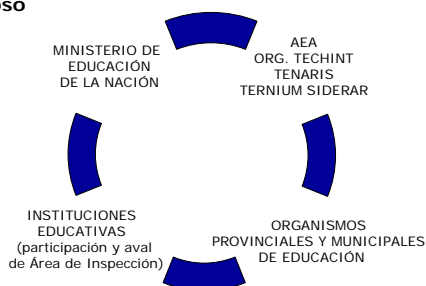 oso
MINISTERIO DE
EDUCACIÓN
DE LA NACIÓN
AEA
ORG. TECHINT
TENARIS
TERNIUM SIDERAR
INSTITUCIONES
EDUCATIVAS
(participación y aval
de Área de Inspección)
ORGANISMOS
PROVINCIALES Y MUNICIPALES
DE EDUCACIÓN